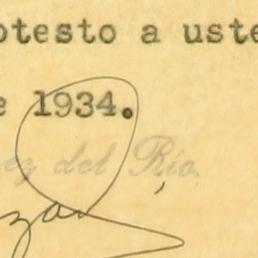 otesto a uste
e 1934.
ez del Río.